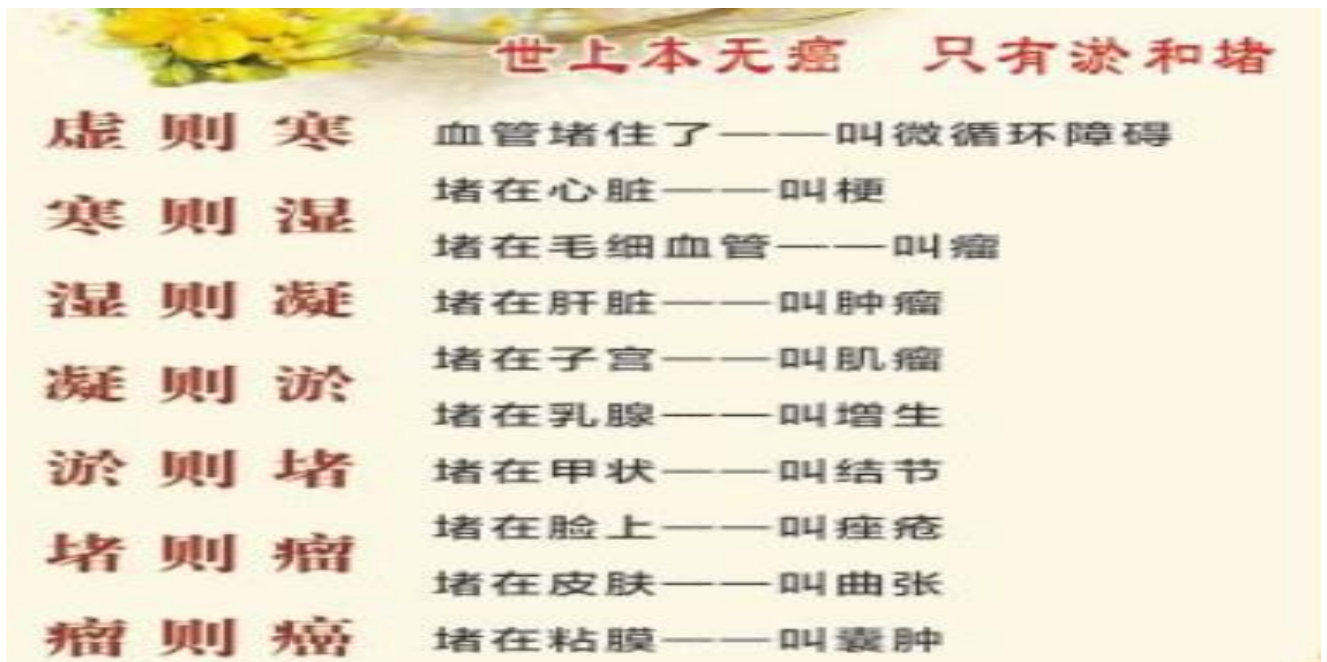 世上本无癌 只有淤和堵
虚则寒
寒则湿
湿则凝
凝则淤
淤则堵
堵则瘤
瘤则癌
血管堵住了——叫微循环障碍
堵在心脏——叫梗
堵在毛细血管——叫瘤
堵在肝脏——叫肿瘤
堵在子宫——叫肌瘤
堵在乳腺——叫增生
堵在甲状——叫结节
堵在脸上——叫痤疮
堵在皮肤——叫曲张
堵在粘膜——叫囊肿